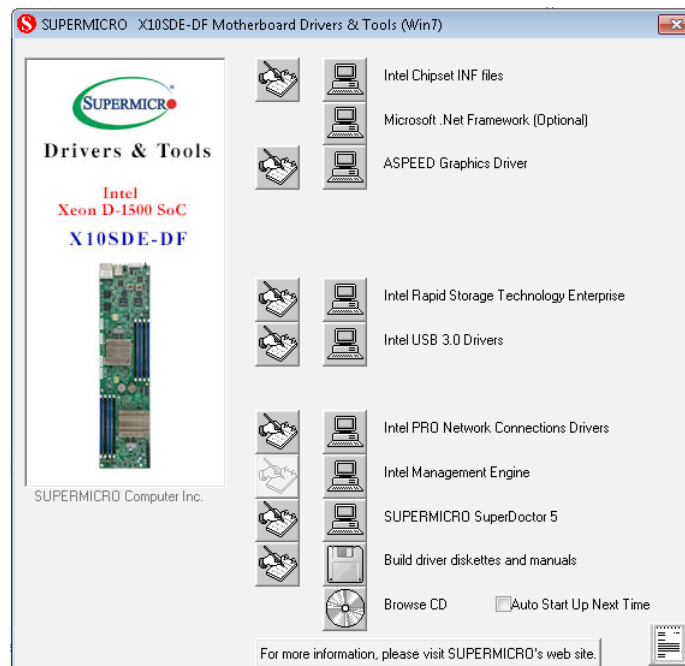 SUPERMICRO X10SDE-DF Motherboard Drivers & Tools (Win7)
SUPERMICRO
Drivers & Tools
Intel
Xeon D-1500 SoC
X10SDE-DF
SUPERMICRO Computer Inc.
Intel Chipset INF files
Microsoft .Net Framework (Optional)
ASPEED Graphics Driver
Intel Rapid Storage Technology Enterprise
Intel USB 3.0 Drivers
Intel PRO Network Connections Drivers
Intel Management Engine
SUPERMICRO SuperDoctor 5
Build driver diskettes and manuals
Browse CD Auto Start Up Next Time
For more information, please visit SUPERMICRO's web site.